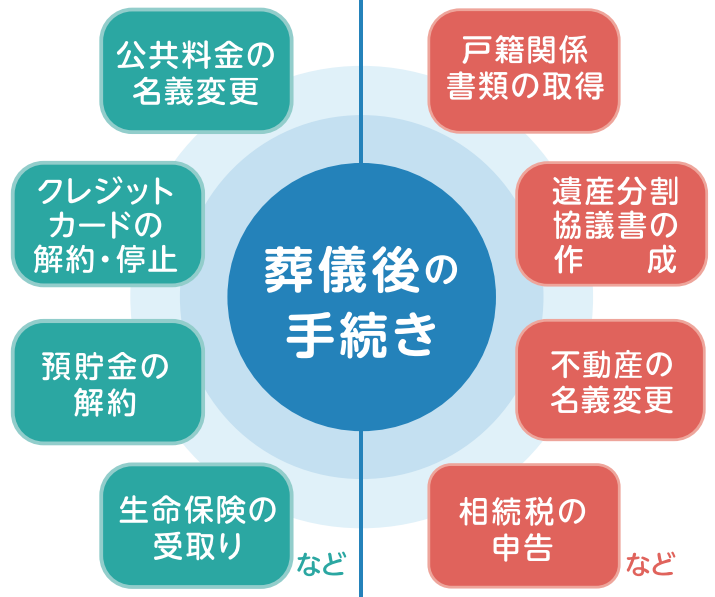 公共料金の
名義変更
クレジット
カードの
解約・停止
預貯金の
解約
生命保険の
受取り
など
葬儀後の
手続き
戸籍関係
書類の取得
遺産分割
協議書の
作　　成
不動産の
名義変更
相続税の
申告
など